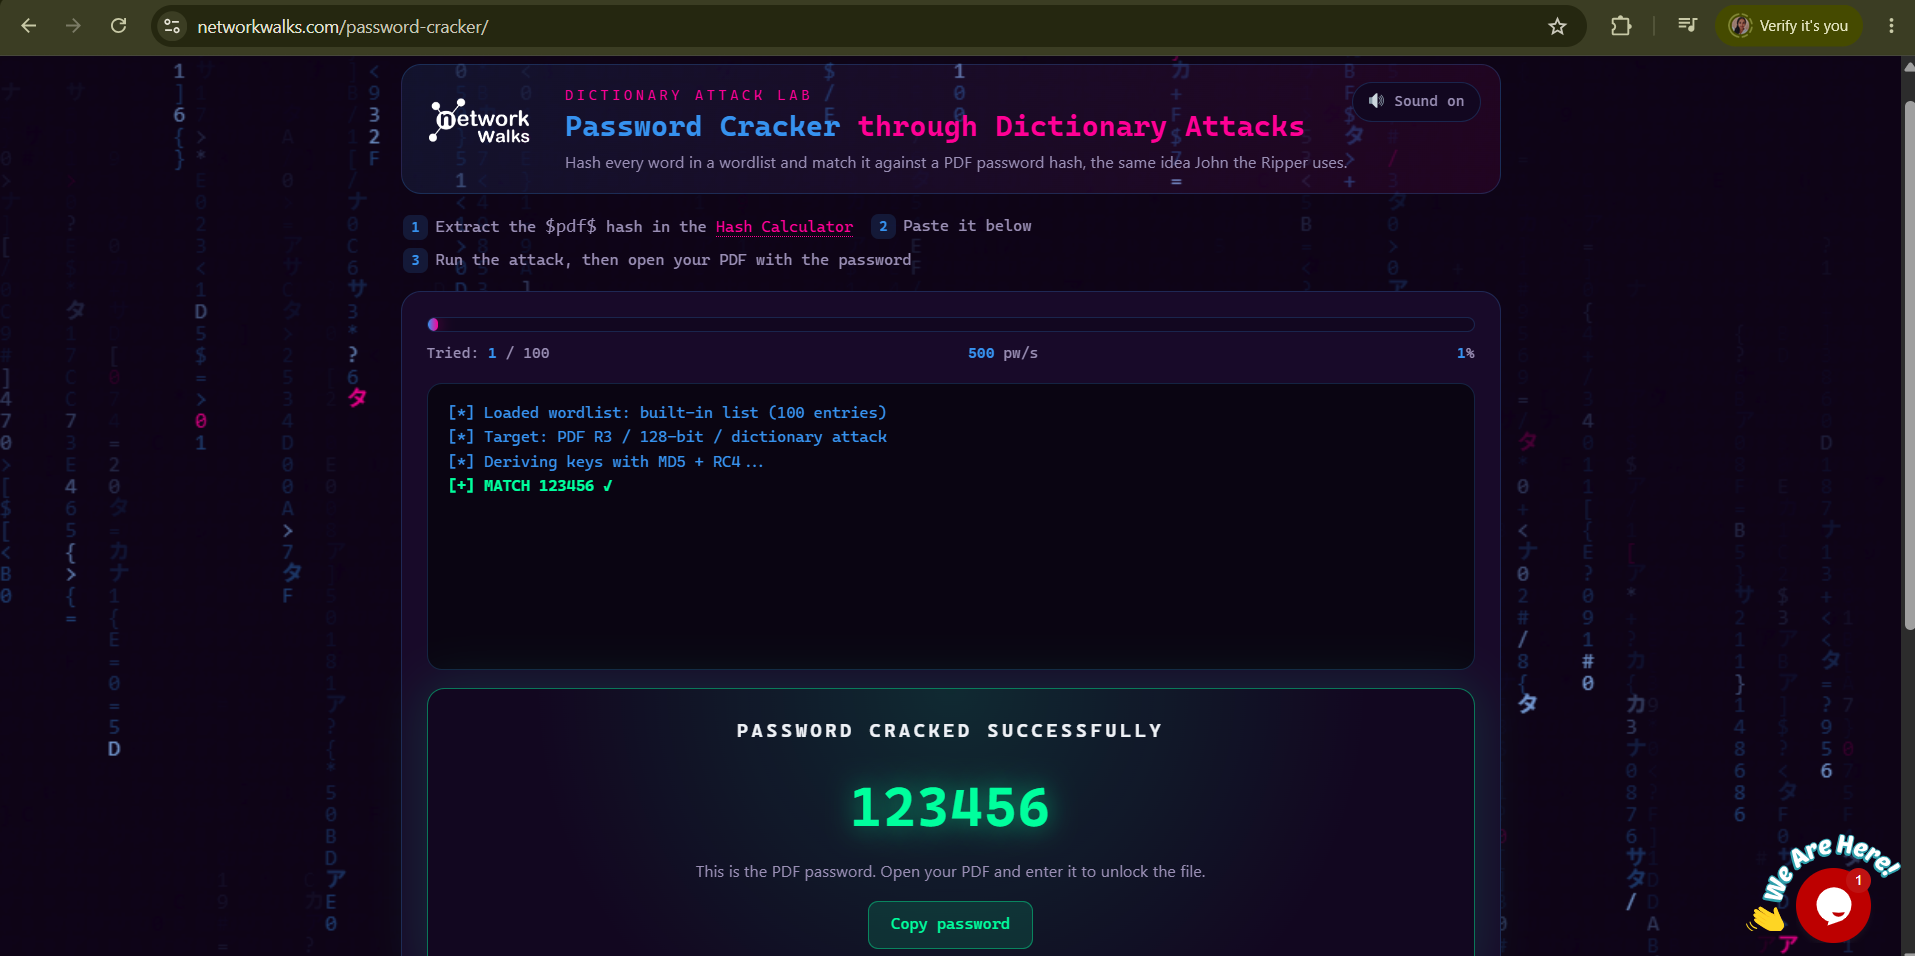 networkwalks.com/password-cracker/
Verify it's you
network
Walks
DICTIONARY ATTACK LAB
Password Cracker through Dictionary Attacks
Hash every word in a wordlist and match it against a PDF password hash, the same idea John the Ripper uses.
Sound on
1 Extract the $pdf$ hash in the Hash Calculator 2 Paste it below
3 Run the attack, then open your PDF with the password
Tried: 1 / 100 500 pw/s 1%
[*] Loaded wordlist: built-in list (100 entries)
[*] Target: PDF R3 / 128-bit / dictionary attack
[*] Deriving keys with MD5 + RC4...
[+] MATCH 123456 ✓
PASSWORD CRACKED SUCCESSFULLY
123456
This is the PDF password. Open your PDF and enter it to unlock the file.
Copy password
We Are Here!
1